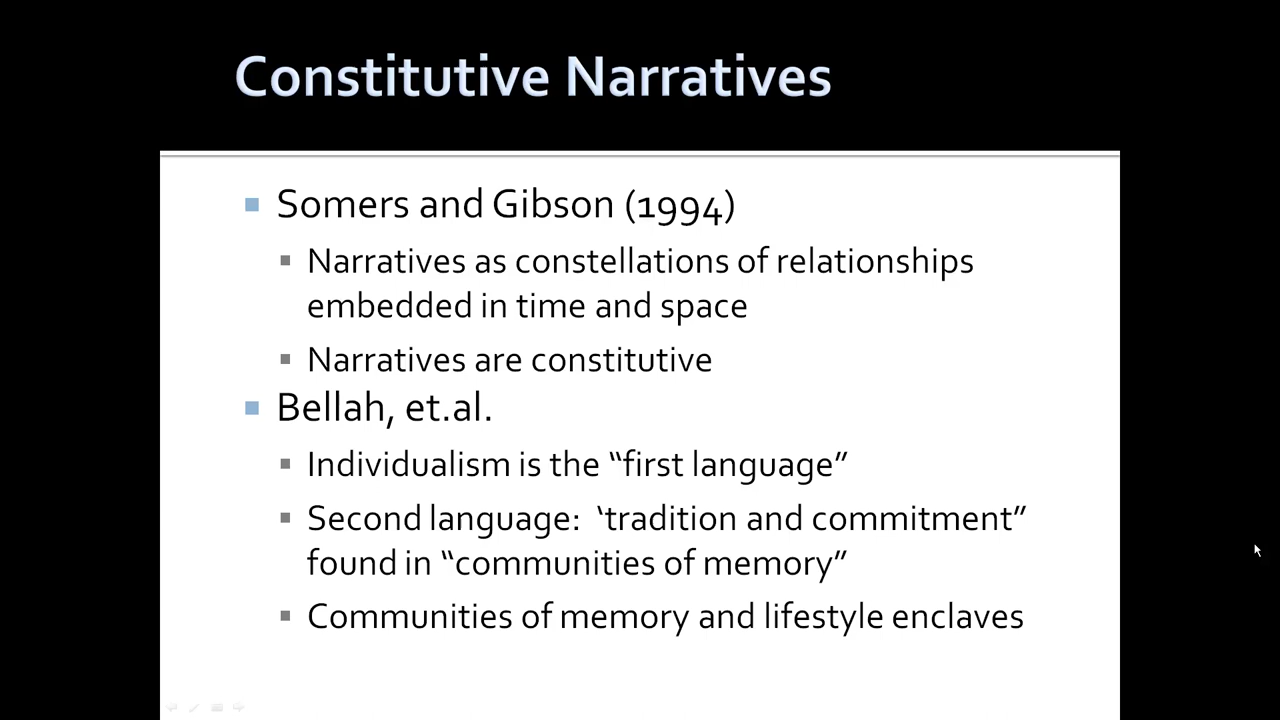 Constitutive Narratives
Somers and Gibson (1994)
Narratives as constellations of relationships
embedded in time and space
Narratives are constitutive
Bellah, et.al.
Individualism is the “first language”
Second language:  ‘tradition and commitment”
found in “communities of memory”
Communities of memory and lifestyle enclaves